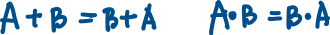 A + B = B + A    A • B = B • A